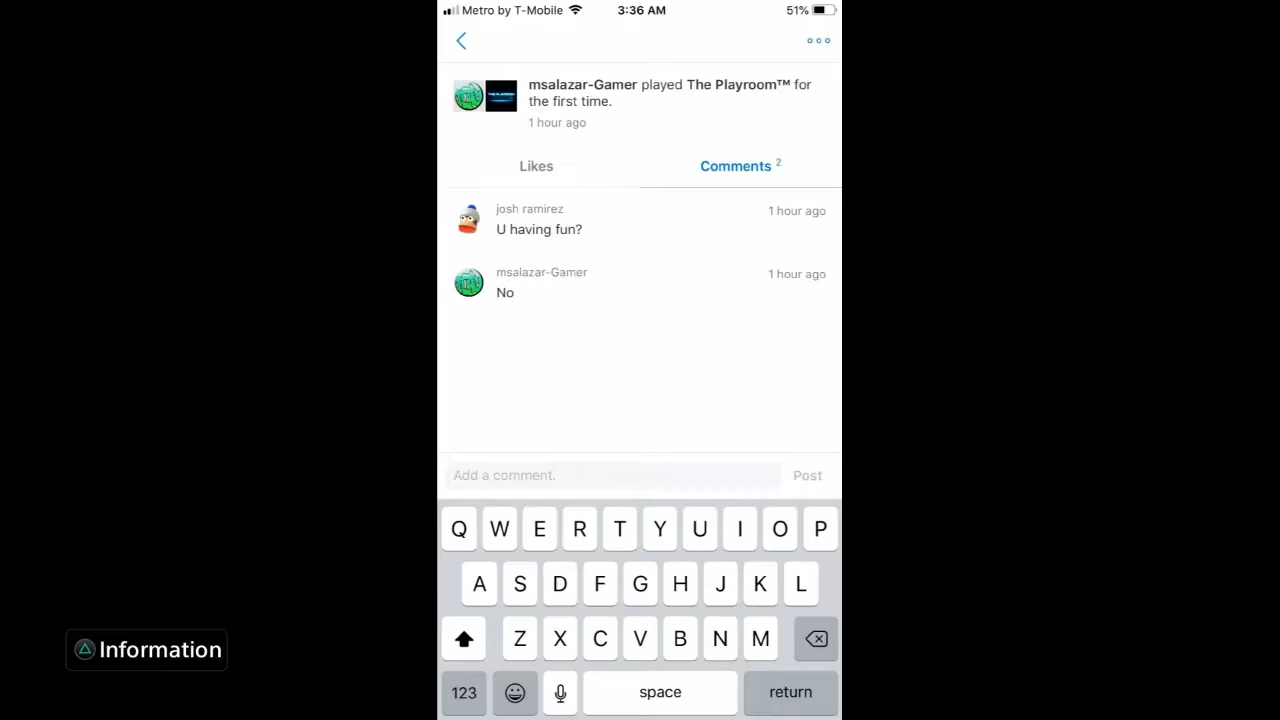 Metro by T-Mobile 3:36 AM 51%
msalazar-Gamer played The Playroom™ for
the first time.
1 hour ago
Likes Comments 2
josh ramirez 1 hour ago
U having fun?
msalazar-Gamer 1 hour ago
No
Add a comment. Post
Q W E R T Y U I O P
A S D F G H J K L
Z X C V B N M
Information
123 space return